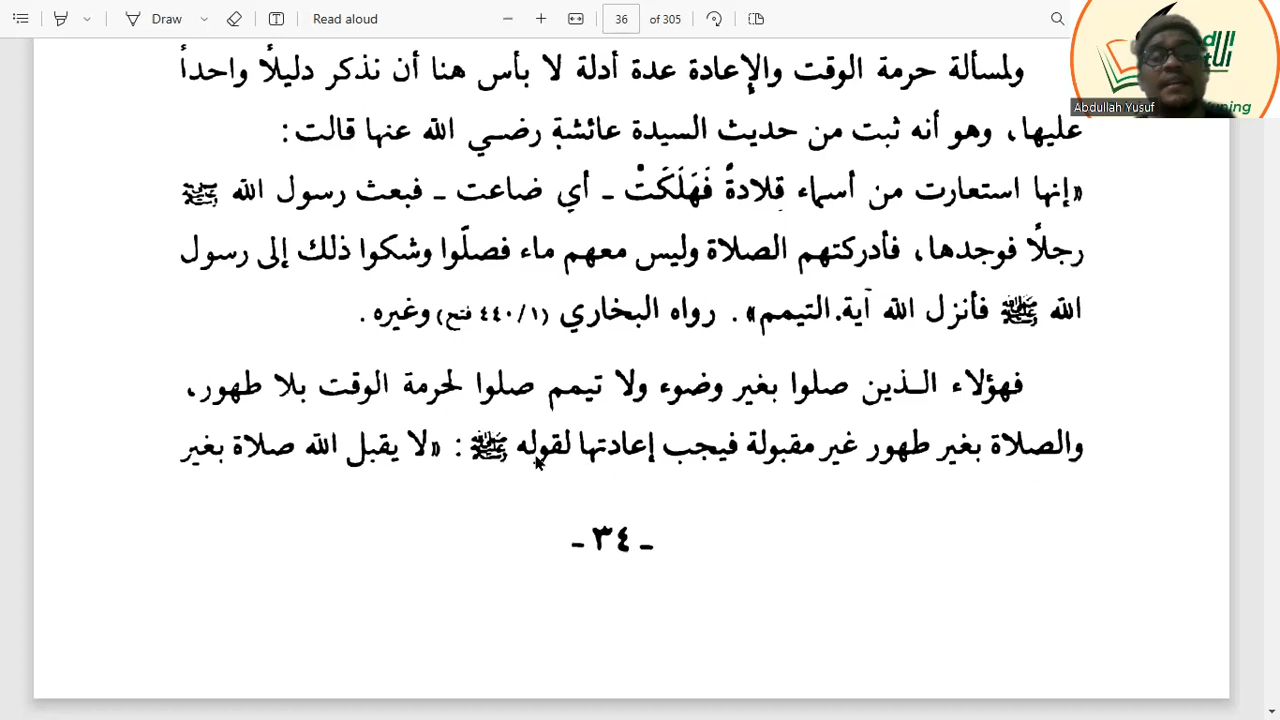 Draw
Read aloud
36
of 305
Abdullah Yusuf
ولمسألة حرمة الوقت والإعادة عدة أدلة لا بأس هنا أن نذكر دليلًا واحداً
عليها، وهو أنه ثبت من حديث السيدة عائشة رضي الله عنها قالت:
«إنها استعارت من أسماء قلادةً فَهَلَكَتْ - أي ضاعت - فبعث رسول الله ﷺ
رجلًا فوجدها، فأدركتهم الصلاة وليس معهم ماء فصلّوا وشكوا ذلك إلى رسول
الله ﷺ فأنزل الله آية التيمم». رواه البخاري (١/٤٤٠ فتح) وغيره.
فهؤلاء الذين صلوا بغير وضوء ولا تيمم صلوا لحرمة الوقت بلا طهور،
والصلاة بغير طهور غير مقبولة فيجب إعادتها لقوله ﷺ: «لا يقبل الله صلاة بغير
- ٣٤ -